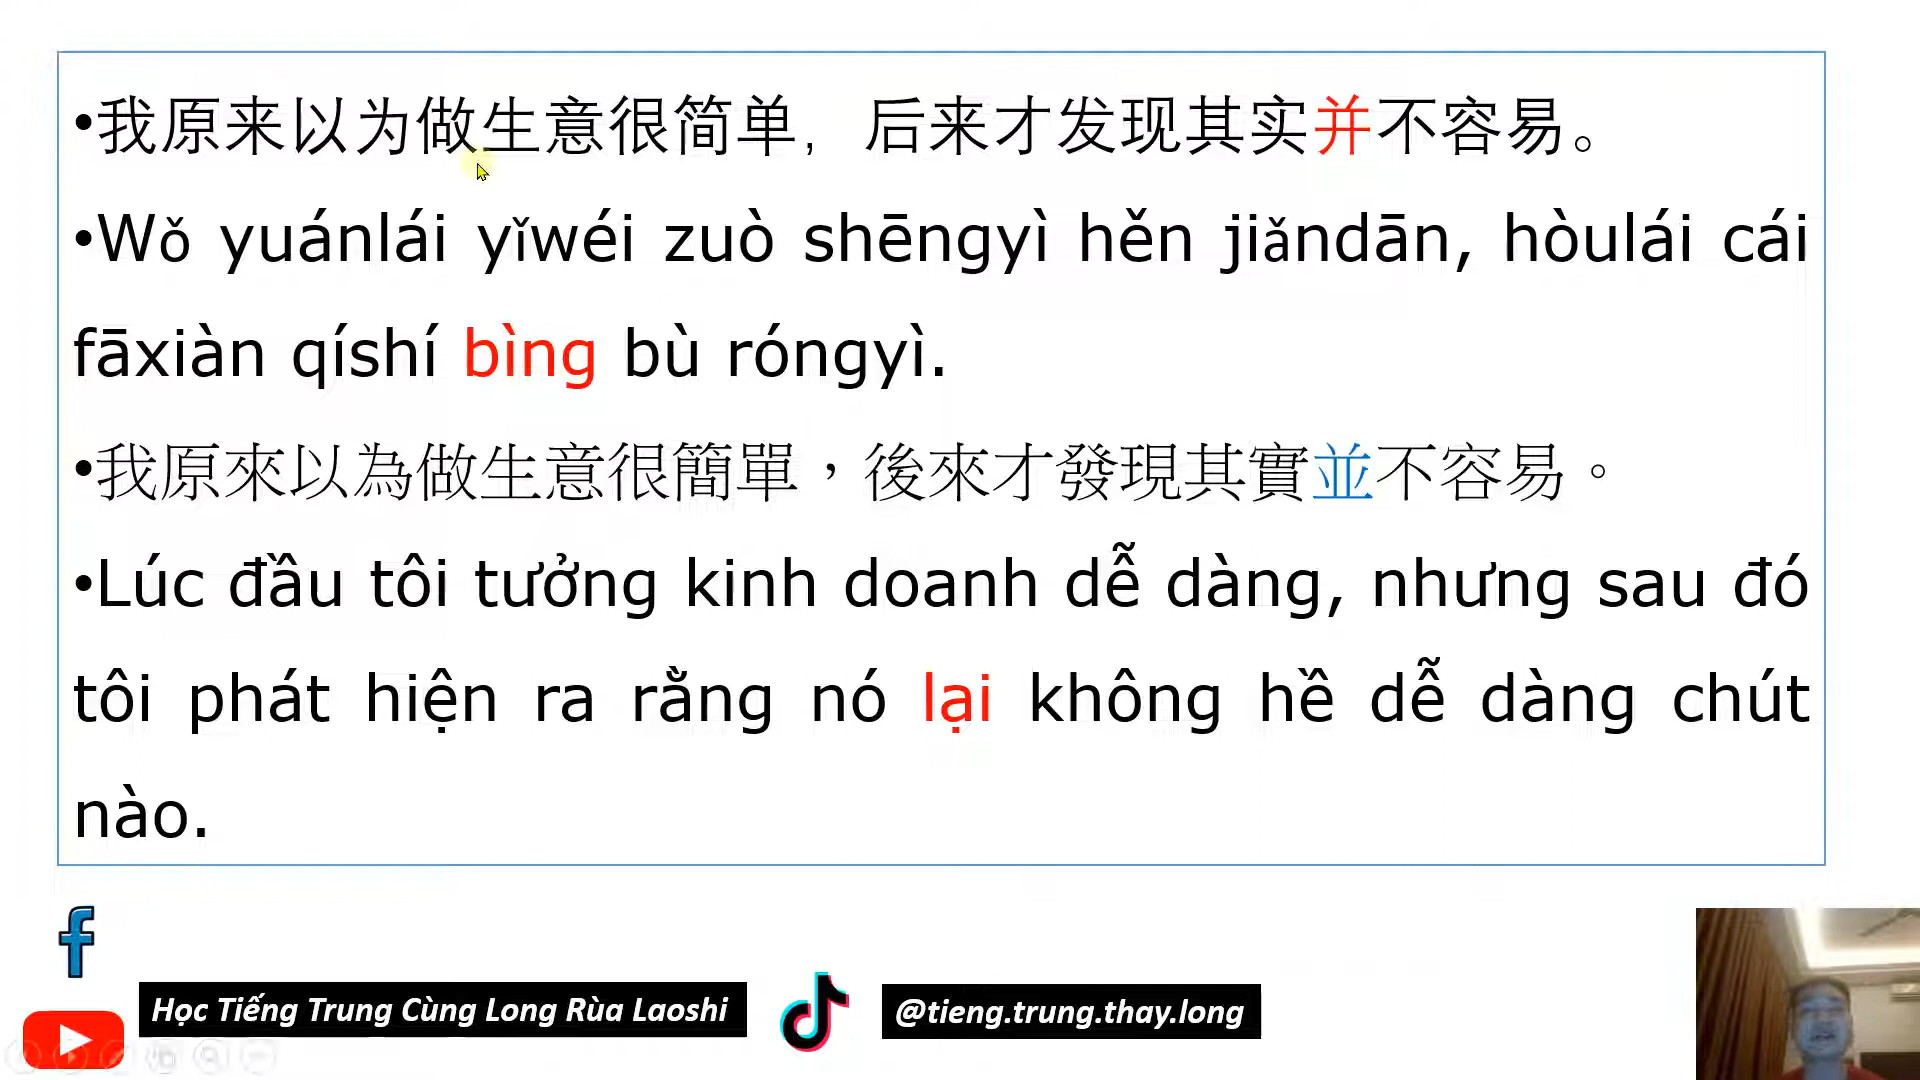 •我原来以为做生意很简单，后来才发现其实并不容易。
•Wǒ yuánlái yǐwéi zuò shēngyì hěn jiǎndān, hòulái cái
fāxiàn qíshí bìng bù róngyì.
•我原來以為做生意很簡單，後來才發現其實並不容易。
•Lúc đầu tôi tưởng kinh doanh dễ dàng, nhưng sau đó
tôi phát hiện ra rằng nó lại không hề dễ dàng chút
nào.
Học Tiếng Trung Cùng Long Rùa Laoshi
@tieng.trung.thay.long